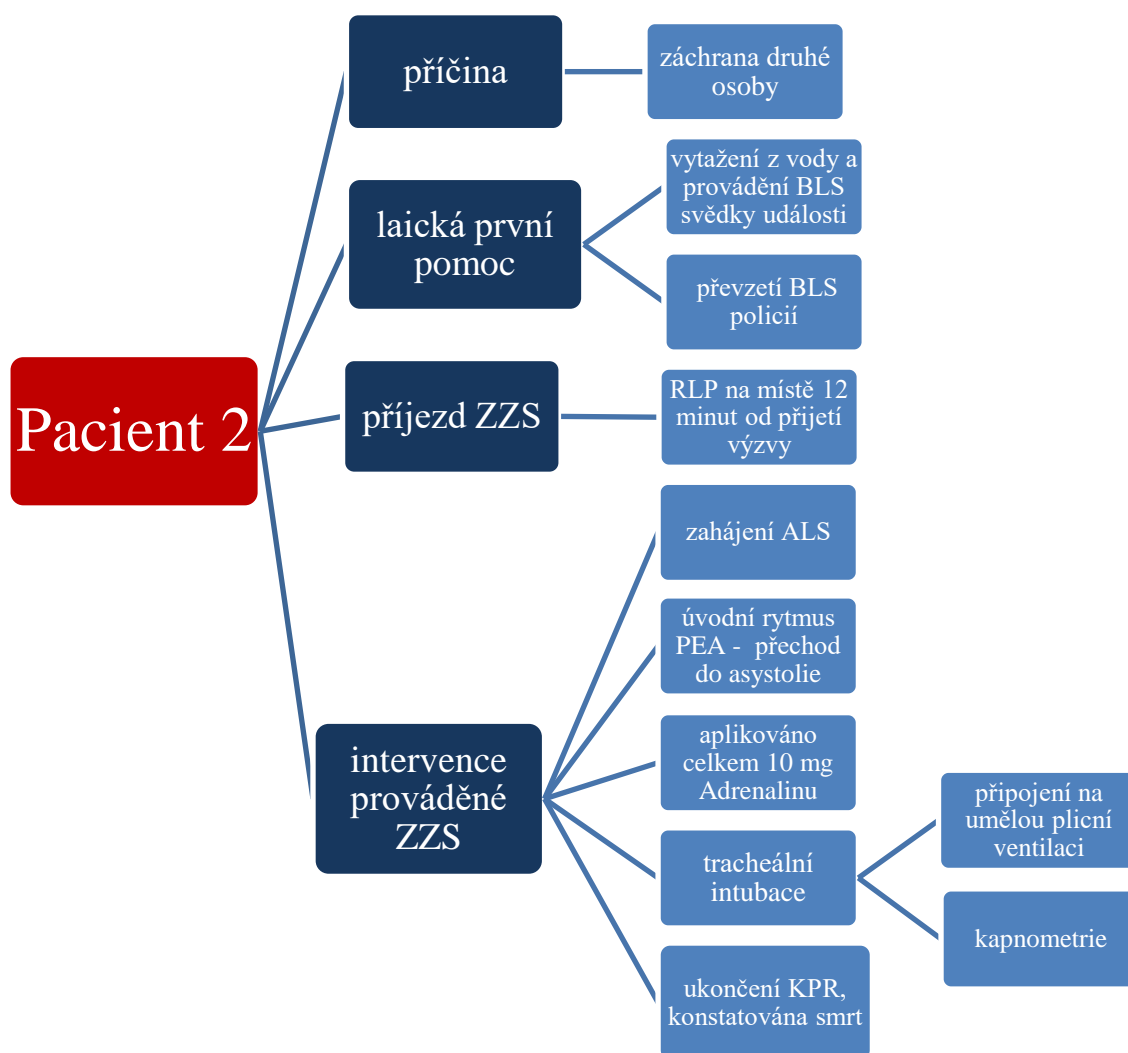 Pacient 2
příčina
záchrana druhé
osoby
laická první
pomoc
vytažení z vody a
provádění BLS
svědky události
převzetí BLS
policií
příjezd ZZS
RLP na místě 12
minut od přijetí
výzvy
intervence
prováděné
ZZS
zahájení ALS
úvodní rytmus
PEA - přechod
do asystolie
aplikováno
celkem 10 mg
Adrenalinu
tracheální
intubace
připojení na
umělou plicní
ventilaci
kapnometrie
ukončení KPR,
konstatována smrt